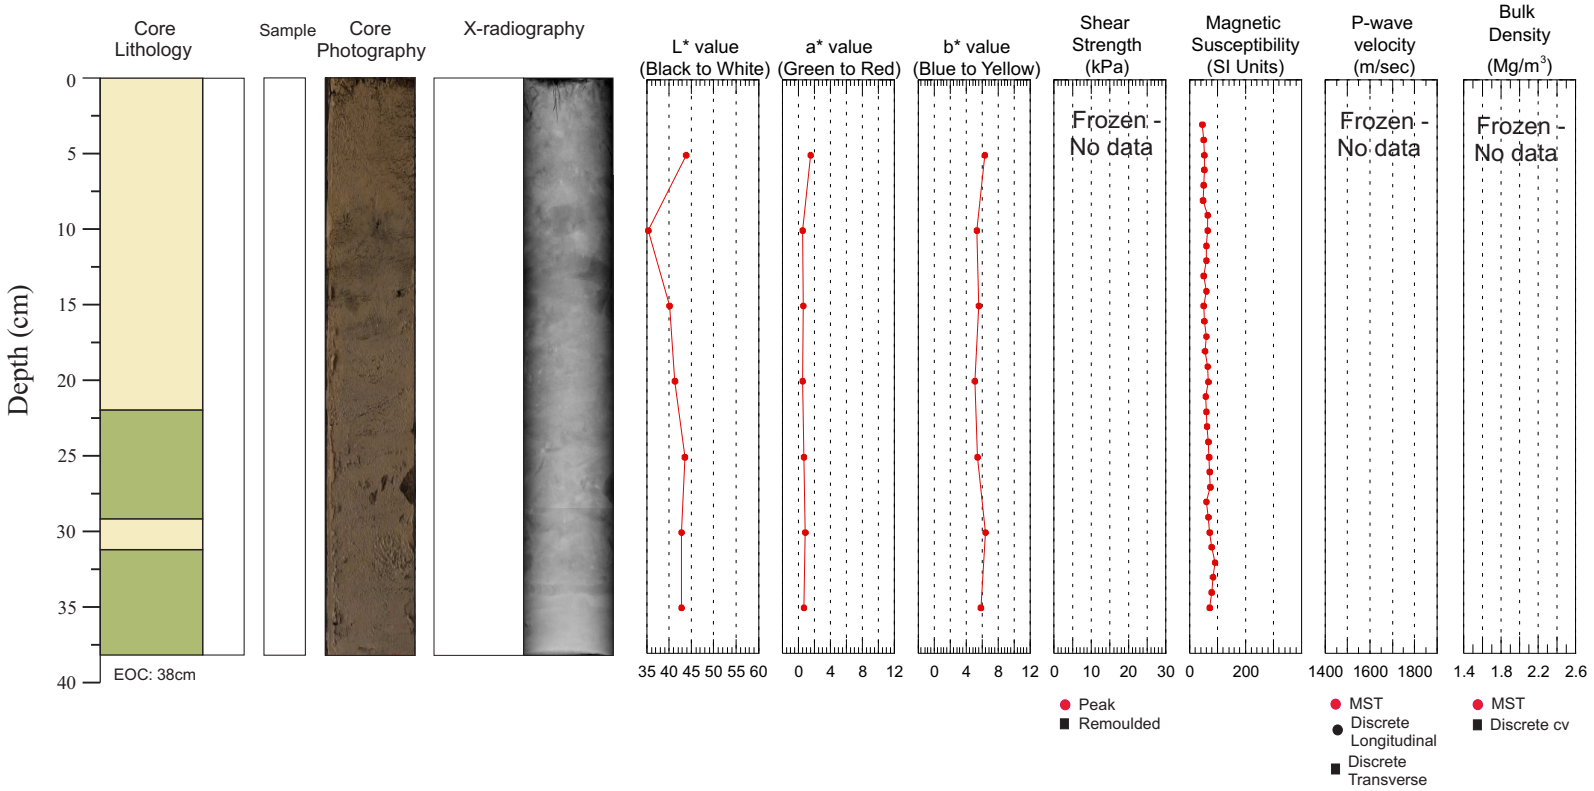 Core
Lithology
Sample
Core
Photography
X-radiography
L* value
(Black to White)
a* value
(Green to Red)
b* value
(Blue to Yellow)
Shear
Strength
(kPa)
Magnetic
Susceptibility
(SI Units)
P-wave
velocity
(m/sec)
Bulk
Density
(Mg/m³)
Depth (cm)
0
5
10
15
20
25
30
35
40
EOC: 38cm
Frozen -
No data
Frozen -
No data
Frozen -
No data
35 40 45 50 55 60
0 4 8 12
0 4 8 12
0 10 20 30
0 200
1400 1600 1800
1.4 1.8 2.2 2.6
Peak
Remoulded
MST
Discrete
Longitudinal
Discrete
Transverse
MST
Discrete cv